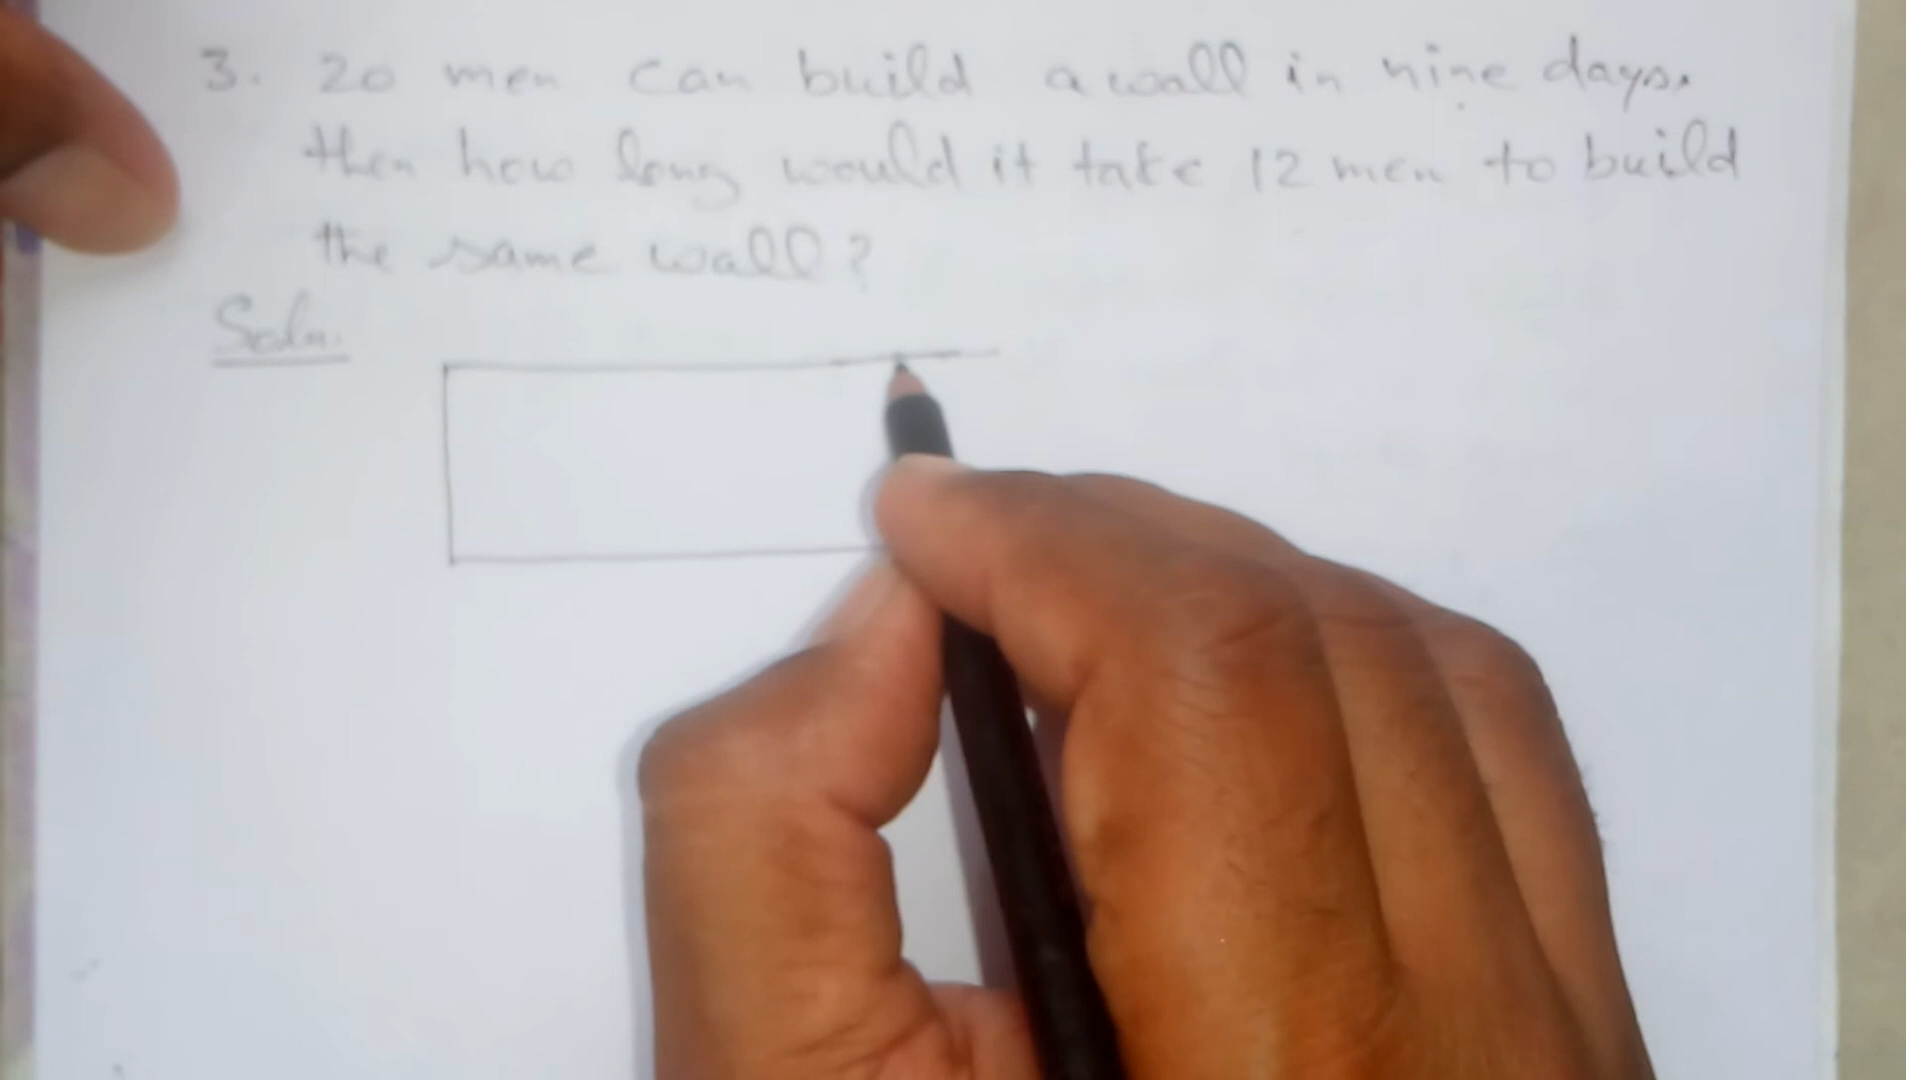 3. 20 men can build a wall in nine days.
then how long would it take 12 men to build
the same wall?
Soln.